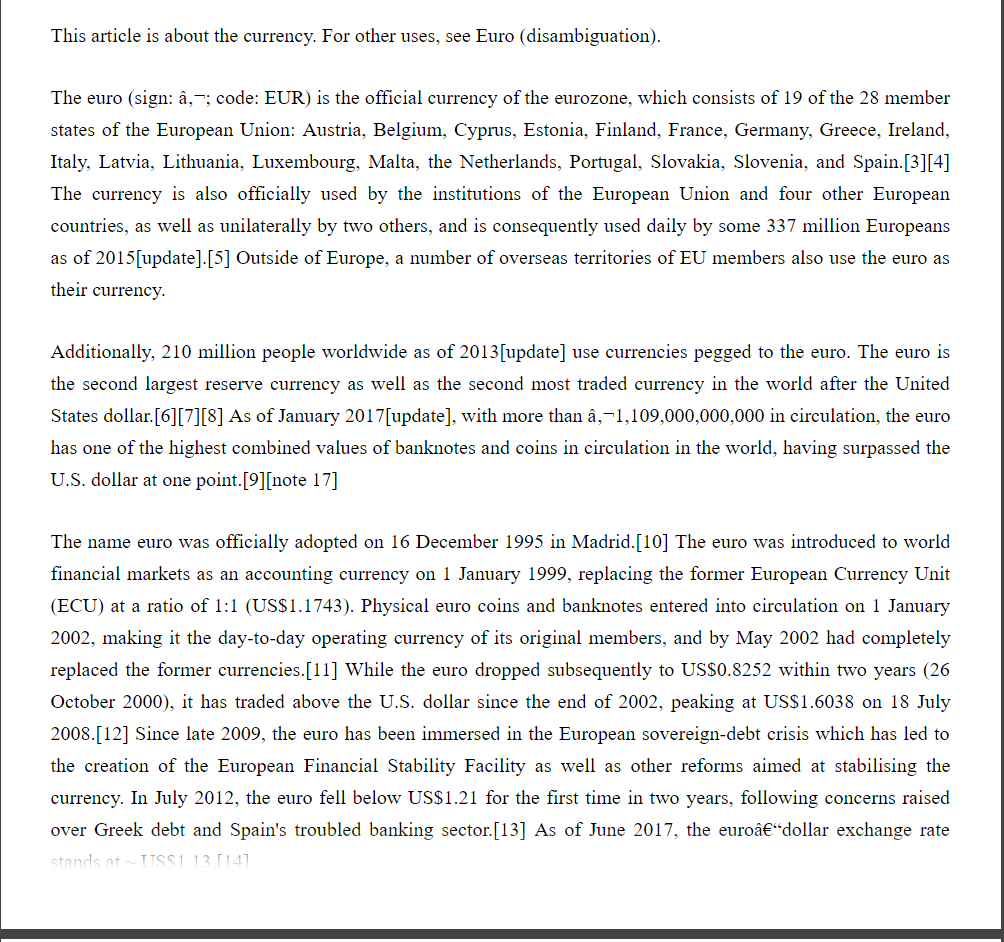 This article is about the currency. For other uses, see Euro (disambiguation).
The euro (sign: â‚¬; code: EUR) is the official currency of the eurozone, which consists of 19 of the 28 member
states of the European Union: Austria, Belgium, Cyprus, Estonia, Finland, France, Germany, Greece, Ireland,
Italy, Latvia, Lithuania, Luxembourg, Malta, the Netherlands, Portugal, Slovakia, Slovenia, and Spain.[3][4]
The currency is also officially used by the institutions of the European Union and four other European
countries, as well as unilaterally by two others, and is consequently used daily by some 337 million Europeans
as of 2015[update].[5] Outside of Europe, a number of overseas territories of EU members also use the euro as
their currency.
Additionally, 210 million people worldwide as of 2013[update] use currencies pegged to the euro. The euro is
the second largest reserve currency as well as the second most traded currency in the world after the United
States dollar.[6][7][8] As of January 2017[update], with more than â‚¬1,109,000,000,000 in circulation, the euro
has one of the highest combined values of banknotes and coins in circulation in the world, having surpassed the
U.S. dollar at one point.[9][note 17]
The name euro was officially adopted on 16 December 1995 in Madrid.[10] The euro was introduced to world
financial markets as an accounting currency on 1 January 1999, replacing the former European Currency Unit
(ECU) at a ratio of 1:1 (US$1.1743). Physical euro coins and banknotes entered into circulation on 1 January
2002, making it the day-to-day operating currency of its original members, and by May 2002 had completely
replaced the former currencies.[11] While the euro dropped subsequently to US$0.8252 within two years (26
October 2000), it has traded above the U.S. dollar since the end of 2002, peaking at US$1.6038 on 18 July
2008.[12] Since late 2009, the euro has been immersed in the European sovereign-debt crisis which has led to
the creation of the European Financial Stability Facility as well as other reforms aimed at stabilising the
currency. In July 2012, the euro fell below US$1.21 for the first time in two years, following concerns raised
over Greek debt and Spain's troubled banking sector.[13] As of June 2017, the euroâ€“dollar exchange rate
stands at ~ US$1.13.[14]